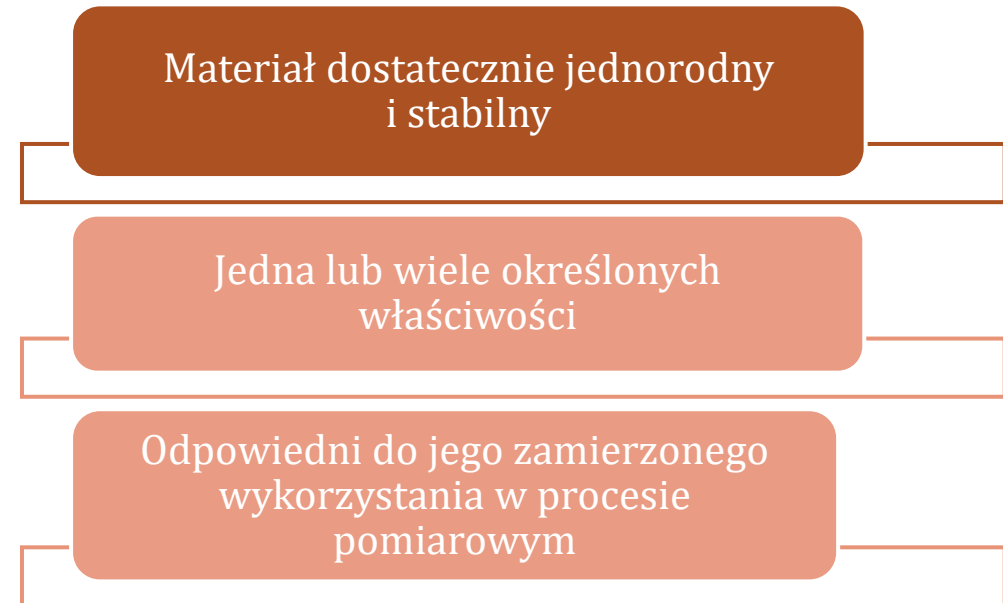 Materiał dostatecznie jednorodny
i stabilny
Jedna lub wiele określonych
właściwości
Odpowiedni do jego zamierzonego
wykorzystania w procesie
pomiarowym